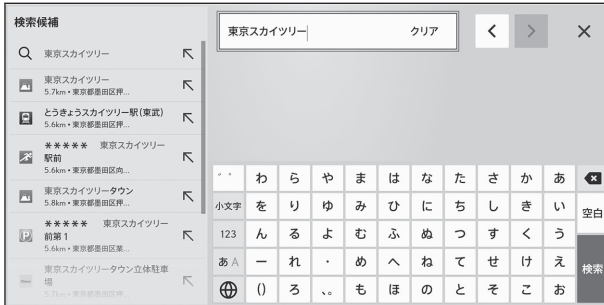 検索候補
東京スカイツリー
東京スカイツリー
5.7km・東京都墨田区押...
とうきょうスカイツリー駅(東武)
5.6km・東京都墨田区押...
＊＊＊＊＊ 東京スカイツリー
駅前
5.6km・東京都墨田区向...
東京スカイツリータウン
5.8km・東京都墨田区押...
＊＊＊＊＊ 東京スカイツリー
前第1
5.6km・東京都墨田区業...
東京スカイツリータウン立体駐車
場
5.7km・東京都墨田区押...
東京スカイツリー クリア
゛゜ わ ら や ま は な た さ か あ
小文字 を り ゆ み ひ に ち し き い 空白
123 ん る よ む ふ ぬ つ す く う
あA ー れ ・ め へ ね て せ け え 検索
() ろ 、。 も ほ の と そ こ お